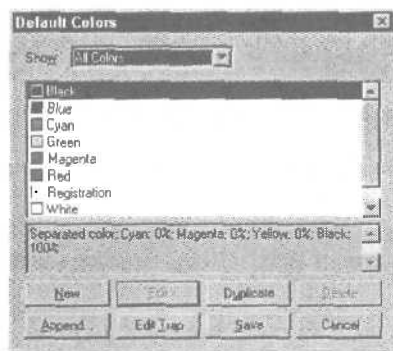 Default Colors
Show: All Colors
Black
Blue
Cyan
Green
Magenta
Red
Registration
White
Separated color; Cyan: 0%; Magenta: 0%; Yellow: 0%; Black:
100%
New Edit Duplicate Delete
Append... Edit Trap Save Cancel